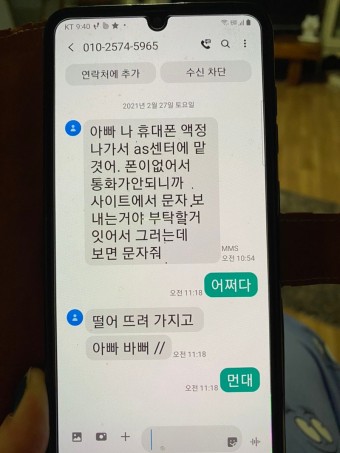 KT 9:40
010-2574-5965
연락처에 추가
수신 차단
2021년 2월 27일 토요일
아빠 나 휴대폰 액정
나가서 as센터에 맡
겻어. 폰이없어서
통화가안되니까
사이트에서 문자 보
내는거야 부탁할거
잇어서 그러는데
보면 문자줘
MMS
오전 10:54
어쩌다
오전 11:18
떨어 뜨려 가지고
아빠 바뻐 //
오전 11:18
먼대
오전 11:18